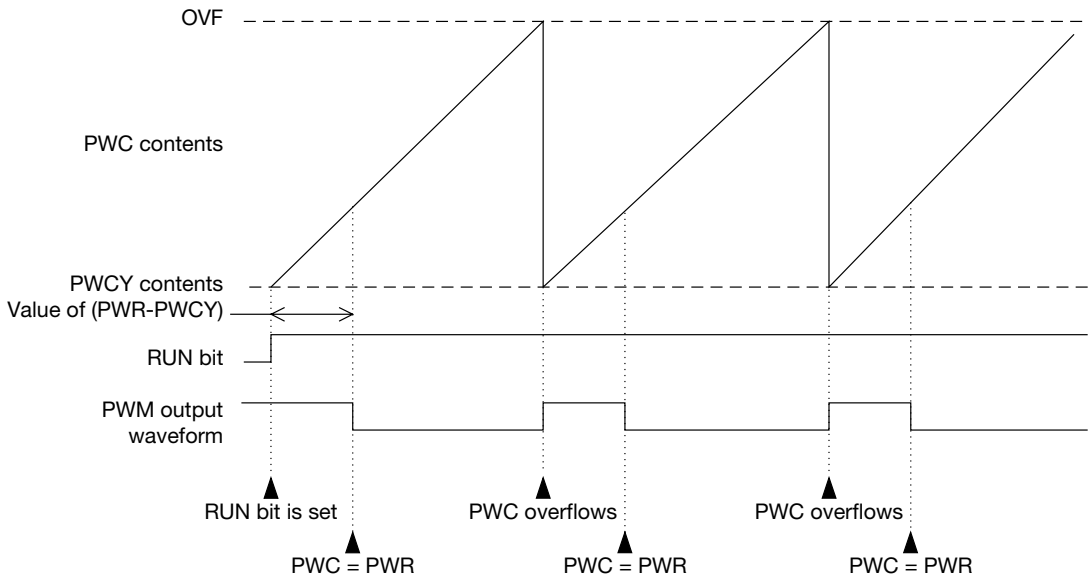 OVF
PWC contents
PWCY contents
Value of (PWR-PWCY)
RUN bit
PWM output
waveform
RUN bit is set
PWC overflows
PWC overflows
PWC = PWR
PWC = PWR
PWC = PWR